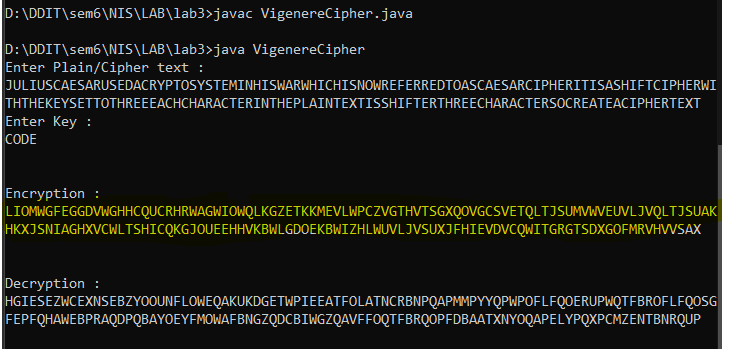 D:\DDIT\sem6\NIS\LAB\lab3>javac VigenereCipher.java
D:\DDIT\sem6\NIS\LAB\lab3>java VigenereCipher
Enter Plain/Cipher text :
JULIUSCAESARUSEDACRYPTOSYSTEMINHISWARWHICHISNOWREFERREDTOASCAESARCIPHERITISASHIFTCIPHERWI
THTHEKEYSETTOTHREEEACHCHARACTERINTHEPLAINTEXTISSHIFTERTHREECHARACTERSOCREATEACIPHERTEXT
Enter Key :
CODE
Encryption :
LIOMWGFEGGDVWGHHCQUCRHRWAGWIOWQLKGZETKKMEVLWPCZVGTHVTSGXQOVGCSVETQLTJSUMVWVEUVLJVQLTJSUAK
HKXJSNIAGHXVCWLTSHICQKGJOUEEHHVKBWLGDOEKBWIZHLWUVLJVSUXJFHIEVDVCQWITGRGTSDXGOFMRVHVVSAX
Decryption :
HGIESEZWCEXNSEBZYOOUNFLOWEQAKUKDGETWPIEEATFOLATNCRBNPQAPMMPYYQPWPOFLFQOERUPWQTFBROFLFQOSG
FEPFQHAWEBPRAQDPQBAYOEYFMOWAFBNGZQDCBIWGZQAVFFOQTFBRQOPFDBAATXNYOQAPELYPQXPCMZENTBNRQUP